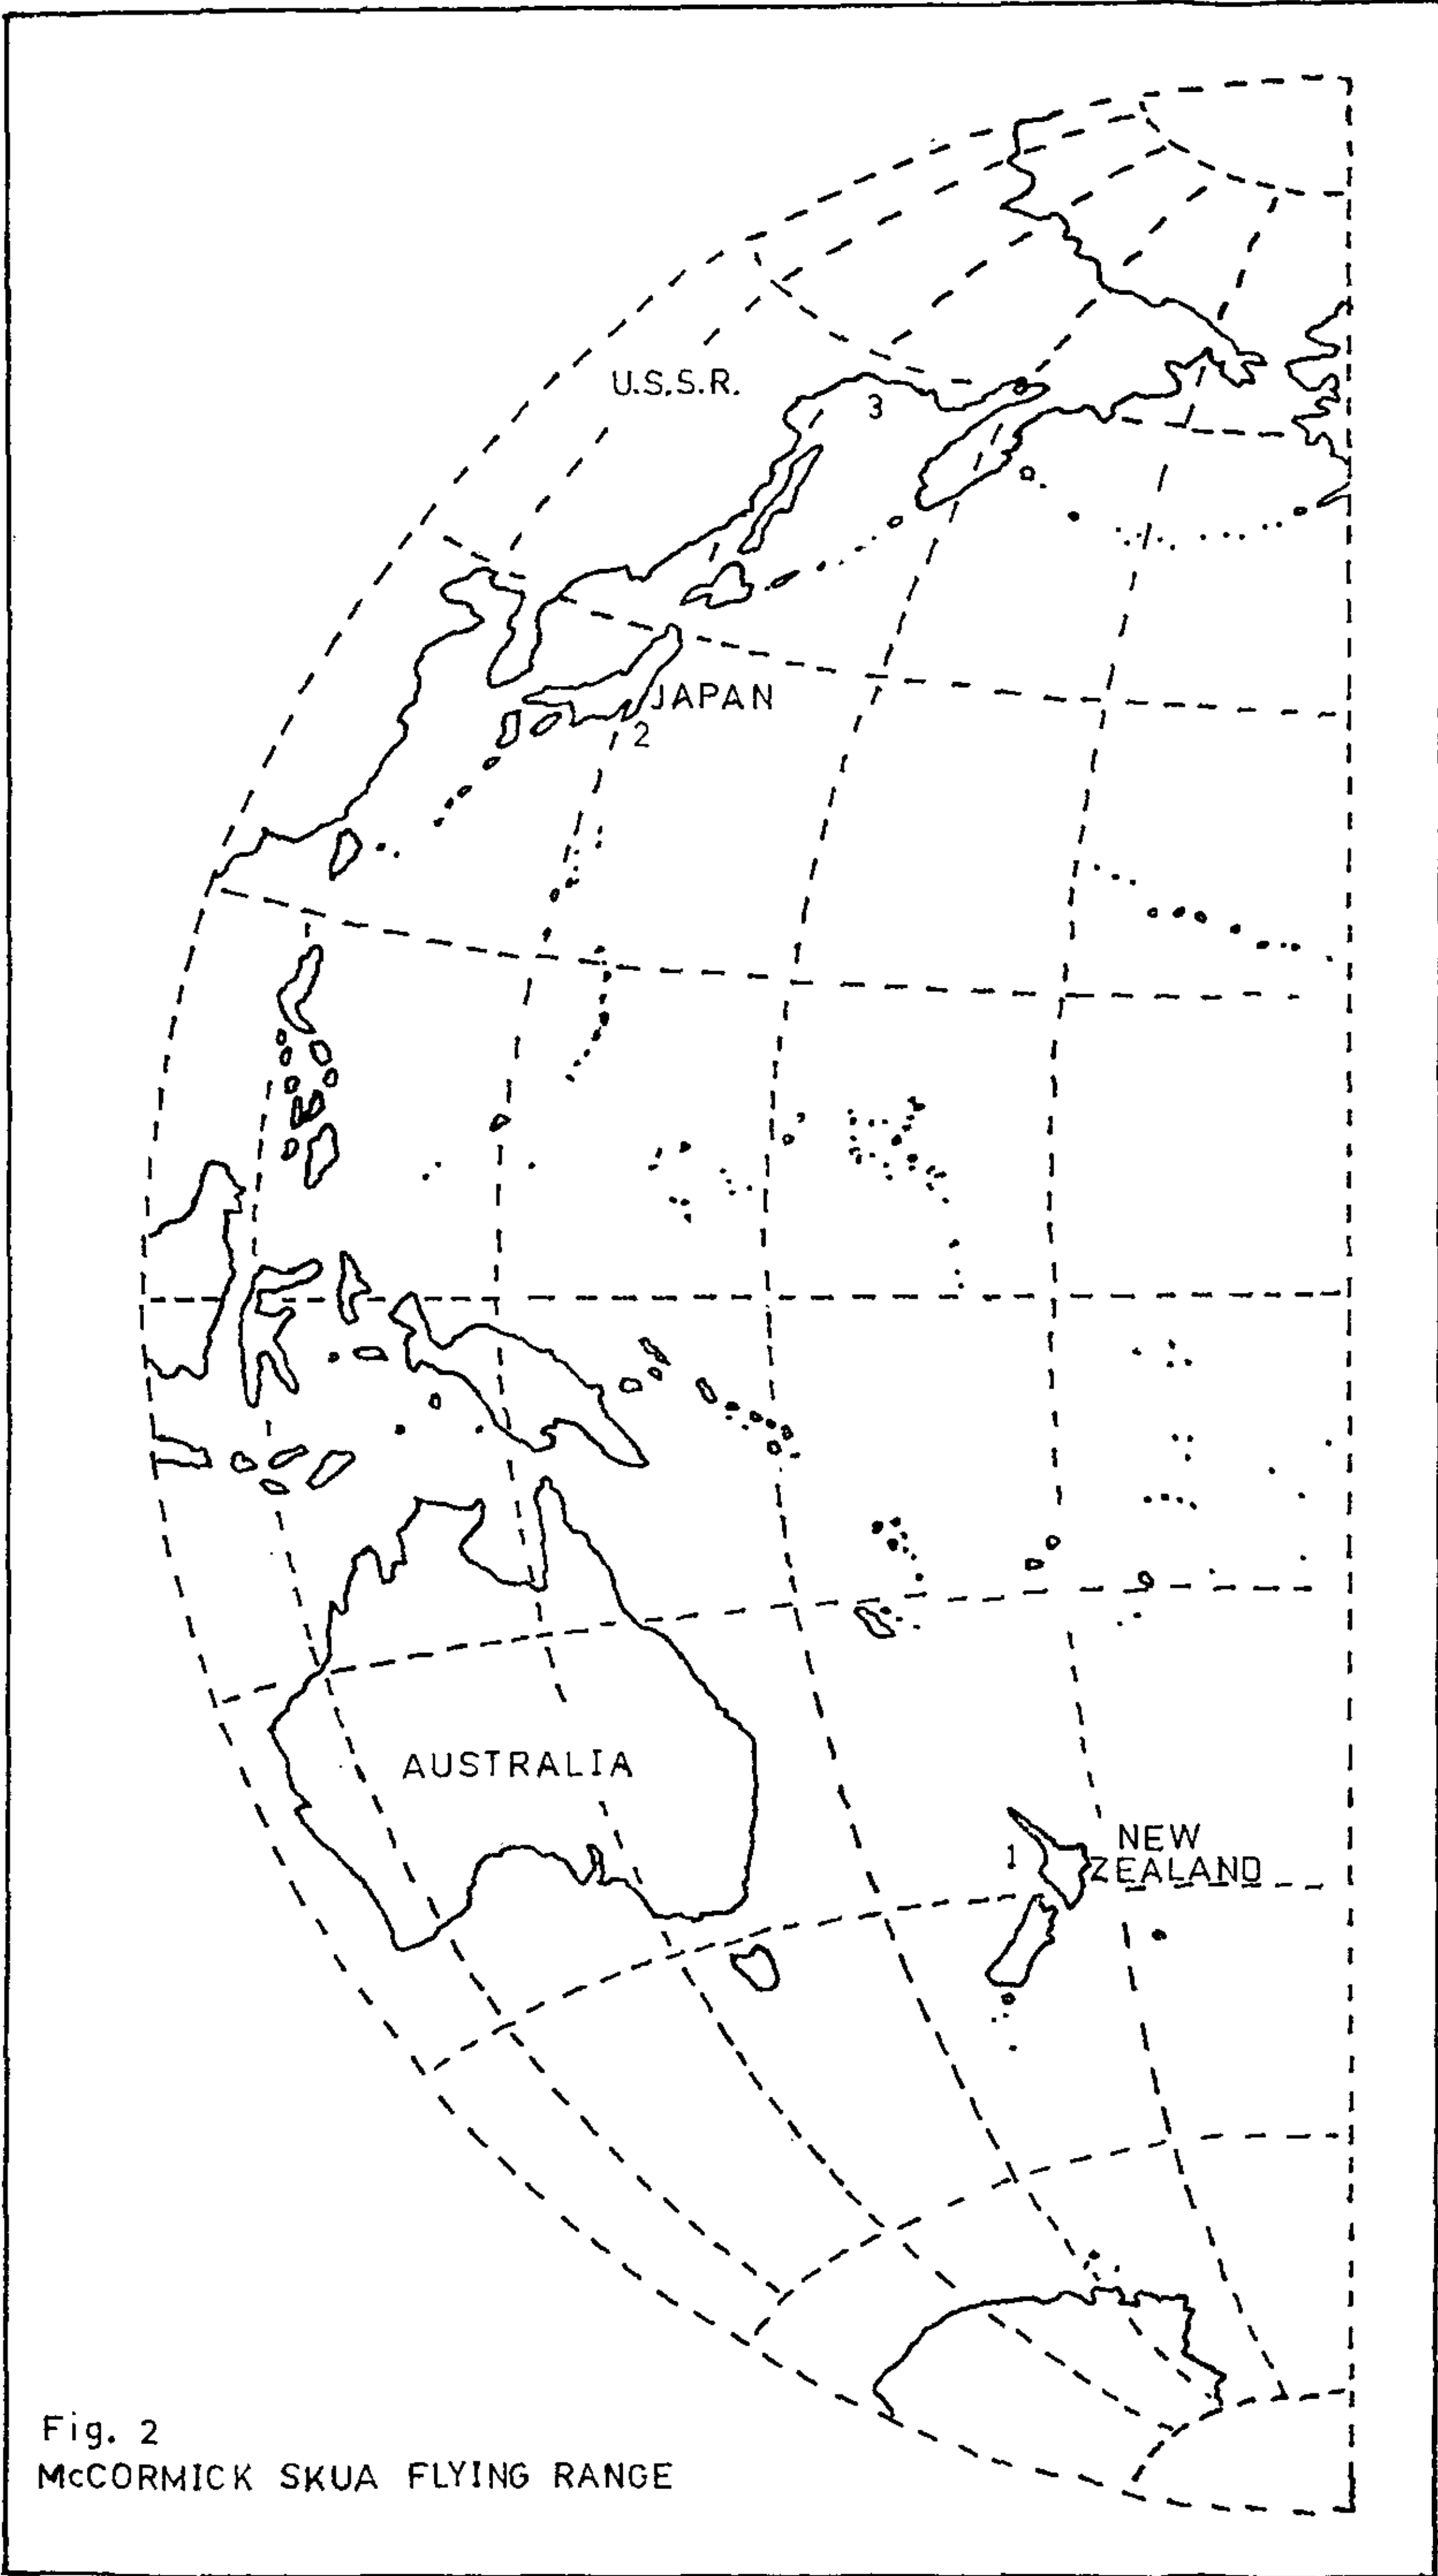 U.S.S.R.
3
JAPAN
2
AUSTRALIA
NEW
1
ZEALAND
Fig. 2
McCORMICK SKUA FLYING RANGE